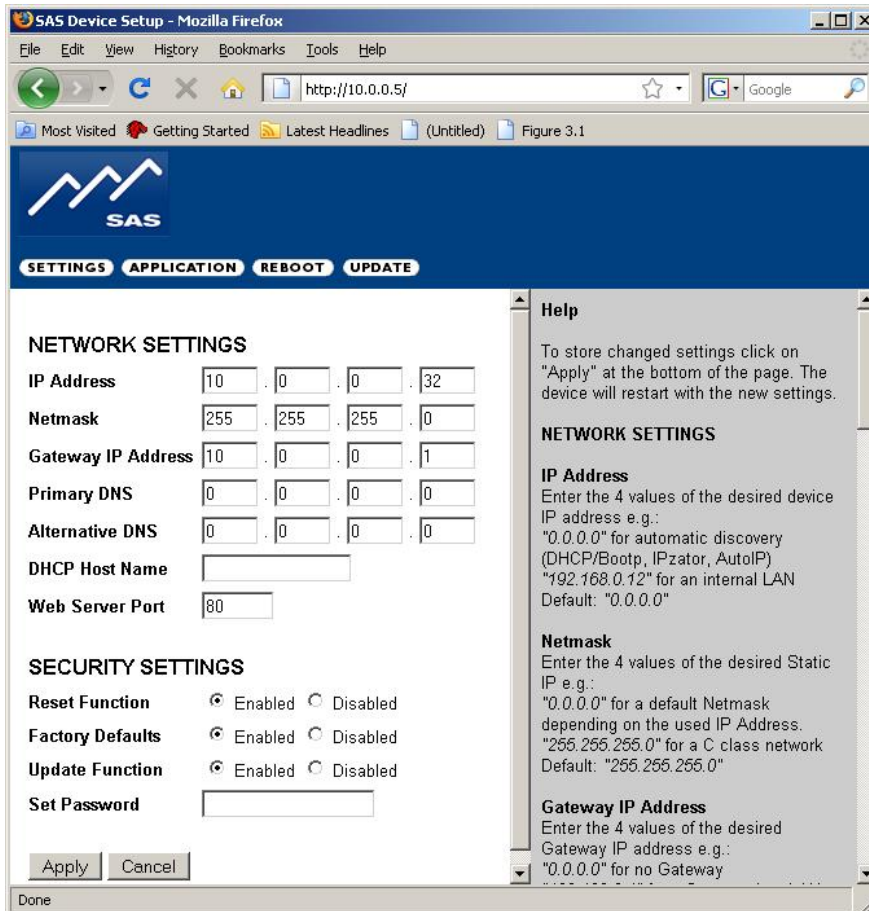 SAS Device Setup - Mozilla Firefox
File Edit View History Bookmarks Tools Help
http://10.0.0.5/
G Google
Most Visited Getting Started Latest Headlines (Untitled) Figure 3.1
SAS
SETTINGS APPLICATION REBOOT UPDATE
NETWORK SETTINGS
IP Address 10 . 0 . 0 . 32
Netmask 255 . 255 . 255 . 0
Gateway IP Address 10 . 0 . 0 . 1
Primary DNS 0 . 0 . 0 . 0
Alternative DNS 0 . 0 . 0 . 0
DHCP Host Name
Web Server Port 80
SECURITY SETTINGS
Reset Function Enabled Disabled
Factory Defaults Enabled Disabled
Update Function Enabled Disabled
Set Password
Apply Cancel
Help
To store changed settings click on
"Apply" at the bottom of the page. The
device will restart with the new settings.
NETWORK SETTINGS
IP Address
Enter the 4 values of the desired device
IP address e.g.:
"0.0.0.0" for automatic discovery
(DHCP/Bootp, IPzator, AutoIP)
"192.168.0.12" for an internal LAN
Default: "0.0.0.0"
Netmask
Enter the 4 values of the desired Static
IP e.g.:
"0.0.0.0" for a default Netmask
depending on the used IP Address.
"255.255.255.0" for a C class network
Default: "255.255.255.0"
Gateway IP Address
Enter the 4 values of the desired
Gateway IP address e.g.:
"0.0.0.0" for no Gateway
Done